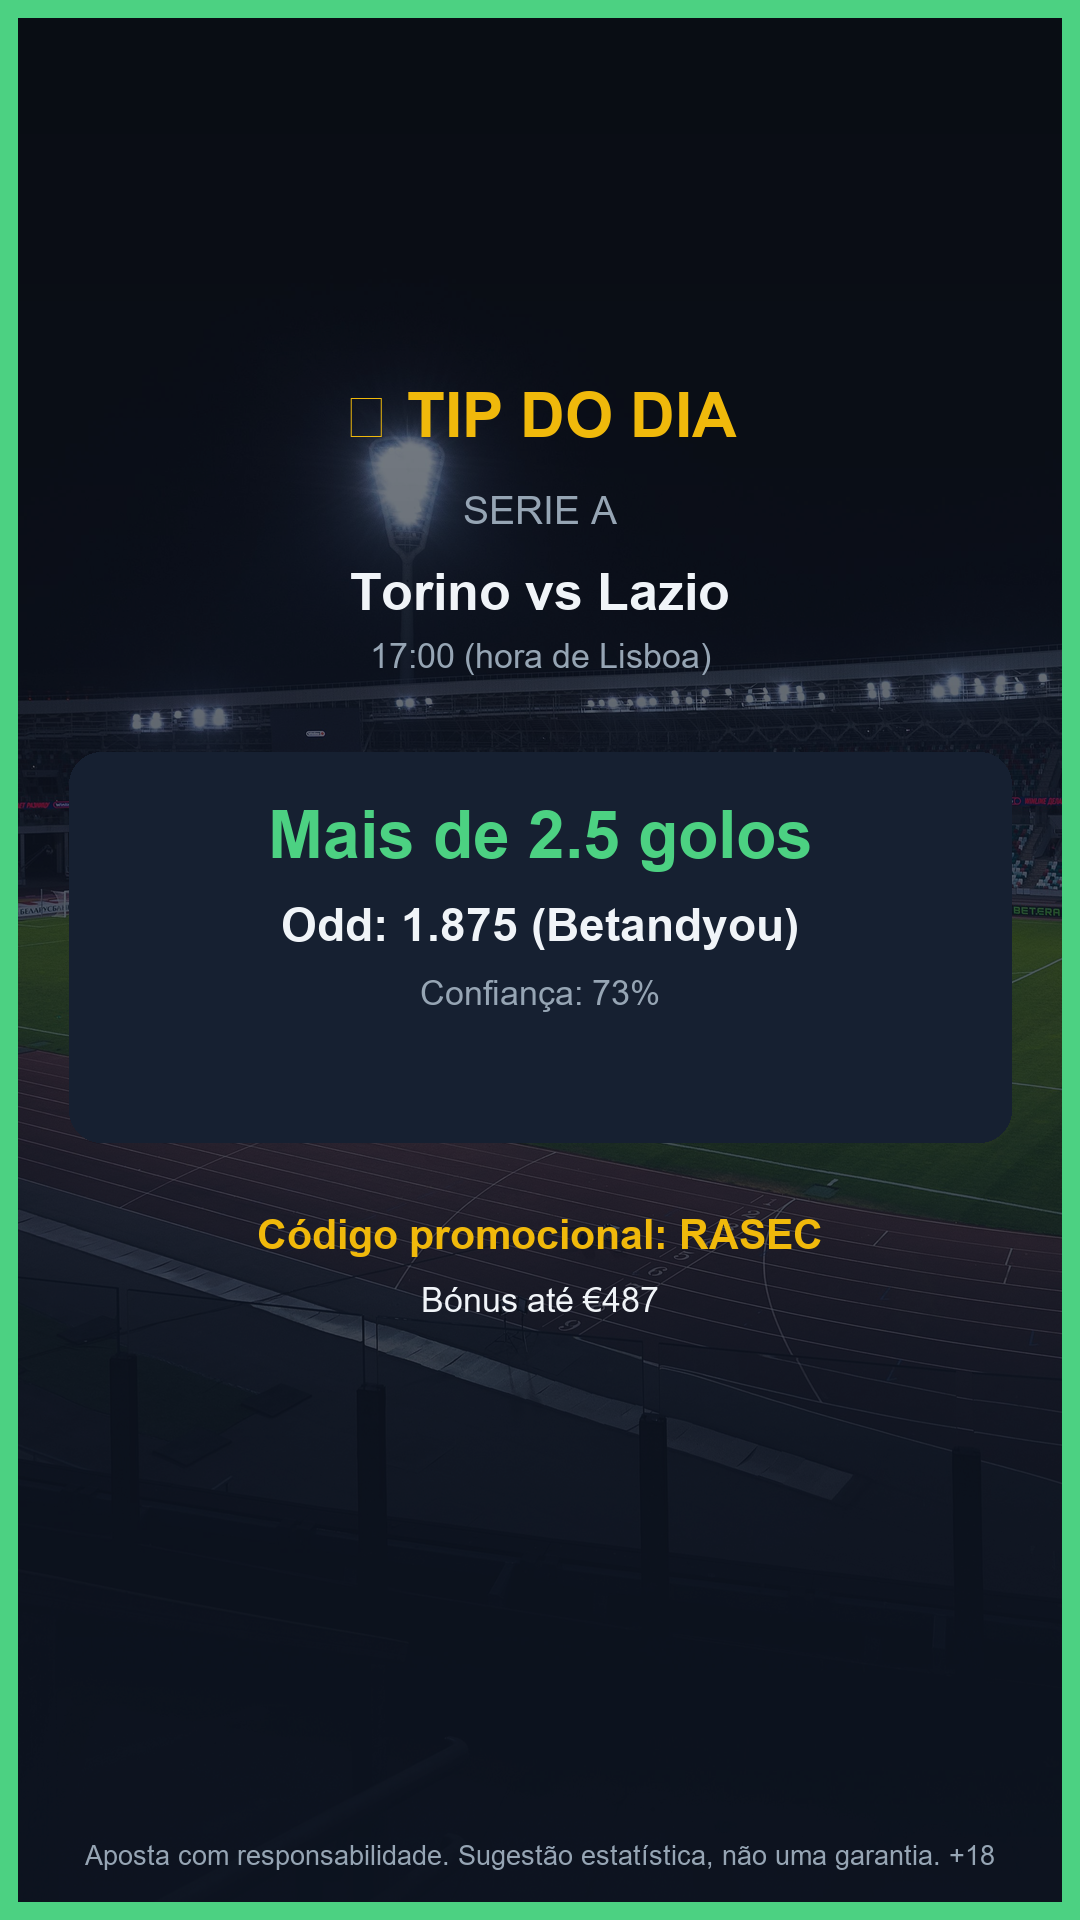 TIP DO DIA
SERIE A
Torino vs Lazio
17:00 (hora de Lisboa)
Mais de 2.5 golos
Odd: 1.875 (Betandyou)
Confiança: 73%
Código promocional: RASEC
Bónus até €487
Aposta com responsabilidade. Sugestão estatística, não uma garantia. +18
BET.ERA